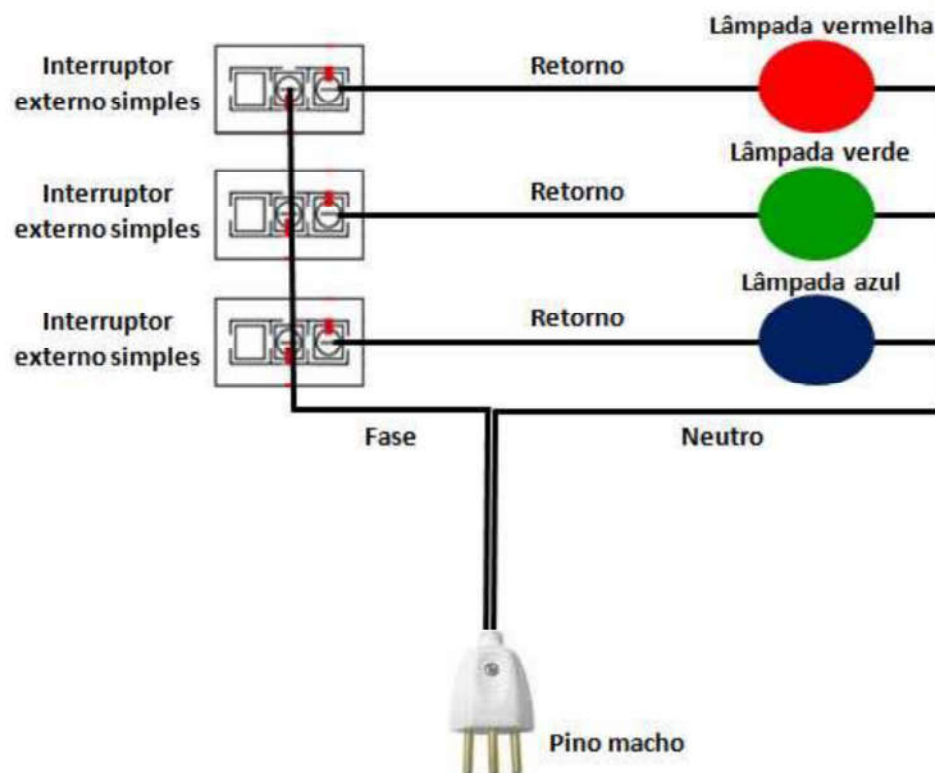 Lâmpada vermelha
Interruptor
externo simples
Retorno
Lâmpada verde
Interruptor
externo simples
Retorno
Lâmpada azul
Interruptor
externo simples
Retorno
Fase
Neutro
Pino macho